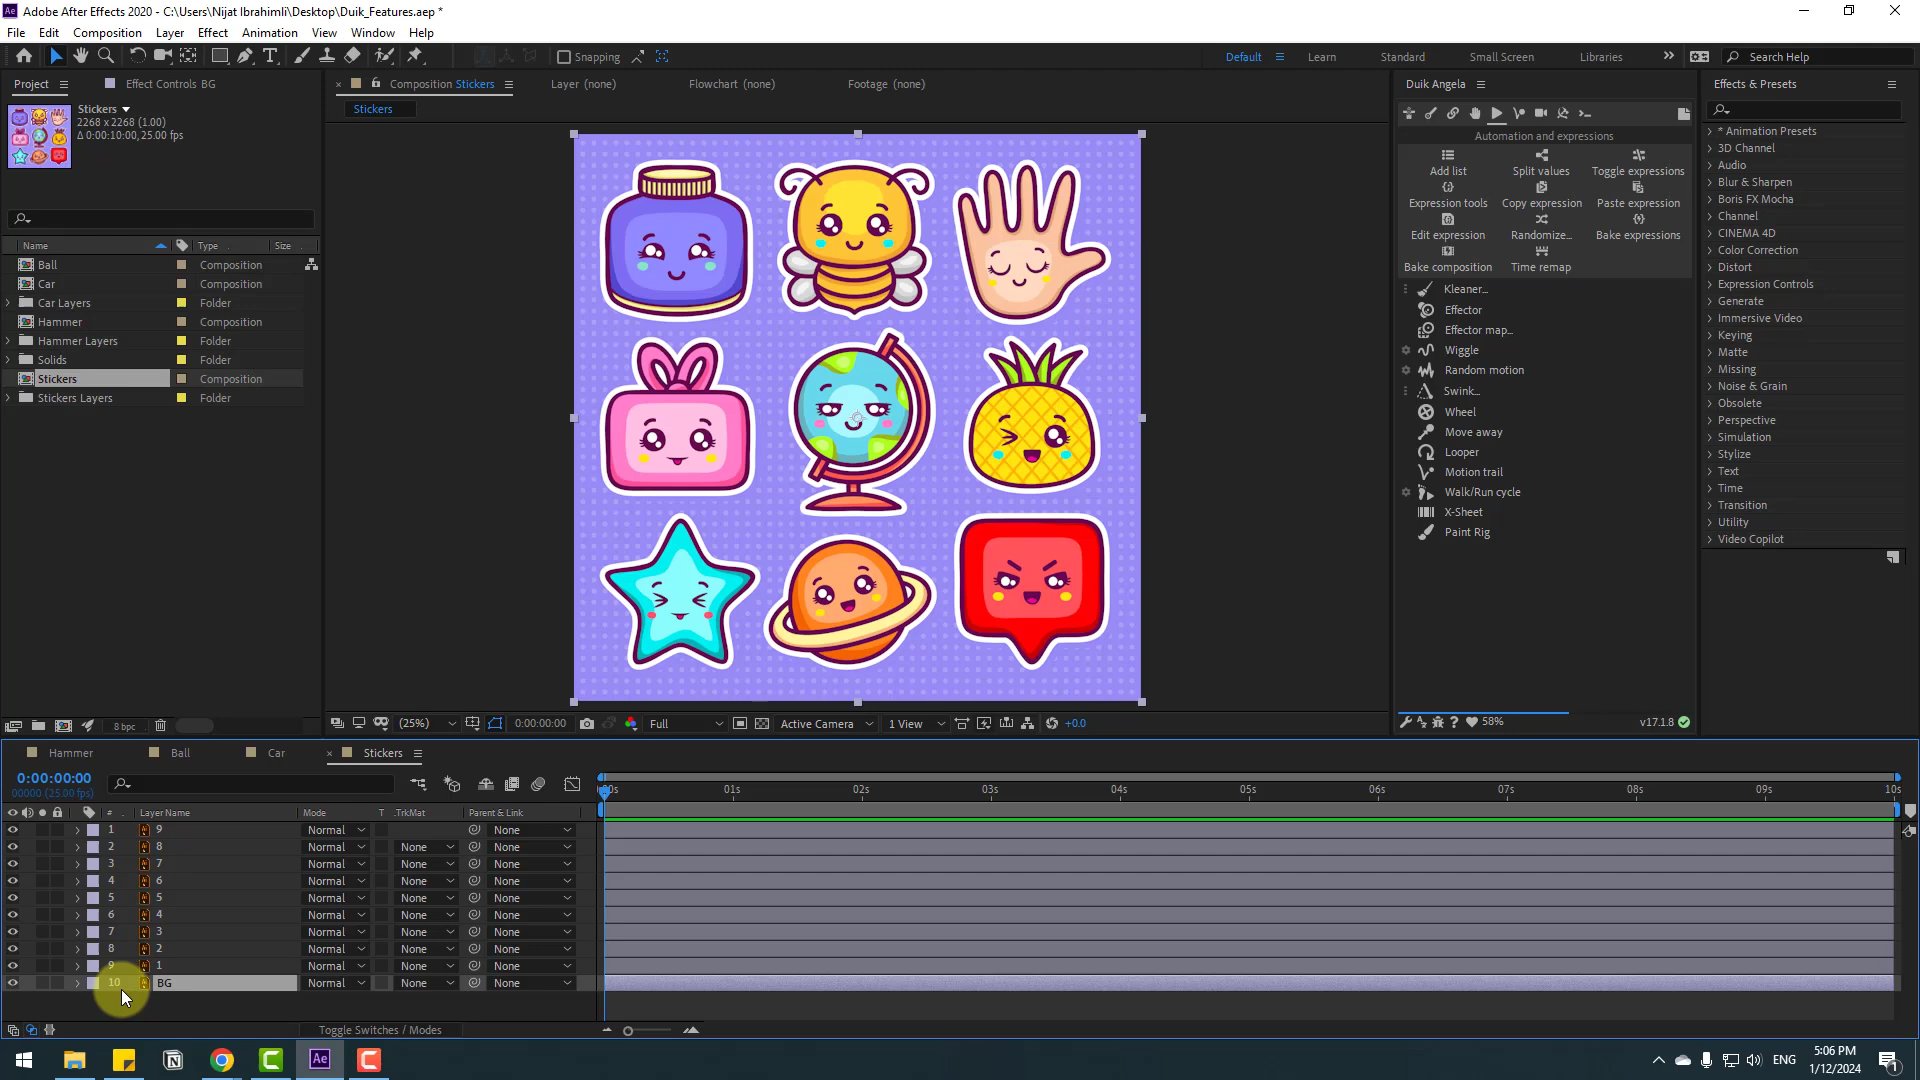 Adobe After Effects 2020 - C:\Users\Nijat Ibrahimli\Desktop\Duik_Features.aep *
File Edit Composition Layer Effect Animation View Window Help
Snapping
Default Learn Standard Small Screen Libraries Search Help
Project Effect Controls BG
Composition Stickers Layer (none) Flowchart (none) Footage (none)
Duik Angela
Effects & Presets
Stickers
2268 x 2268 (1.00)
Δ 0:00:10:00, 25.00 fps
Stickers
Name Type Size
Ball Composition
Car Composition
Car Layers Folder
Hammer Composition
Hammer Layers Folder
Solids Folder
Stickers Composition
Stickers Layers Folder
8 bpc
Automation and expressions
Add list Split values Toggle expressions
Expression tools Copy expression Paste expression
Edit expression Randomize... Bake expressions
Bake composition Time remap
Kleaner...
Effector
Effector map...
Wiggle
Random motion
Swink...
Wheel
Move away
Looper
Motion trail
Walk/Run cycle
X-Sheet
Paint Rig
58% v17.1.8
* Animation Presets
3D Channel
Audio
Blur & Sharpen
Boris FX Mocha
Channel
CINEMA 4D
Color Correction
Distort
Expression Controls
Generate
Immersive Video
Keying
Matte
Missing
Noise & Grain
Obsolete
Perspective
Simulation
Stylize
Text
Time
Transition
Utility
Video Copilot
(25%) 0:00:00:00 Full Active Camera 1 View +0.0
Hammer Ball Car Stickers
0:00:00:00
00000 (25.00 fps)
01s 02s 03s 04s 05s 06s 07s 08s 09s 10s
# Layer Name Mode T .TrkMat Parent & Link
1 9 Normal None
2 8 Normal None None
3 7 Normal None None
4 6 Normal None None
5 5 Normal None None
6 4 Normal None None
7 3 Normal None None
8 2 Normal None None
9 1 Normal None None
10 BG Normal None None
Toggle Switches / Modes
Ae
ENG
5:06 PM
1/12/2024
1